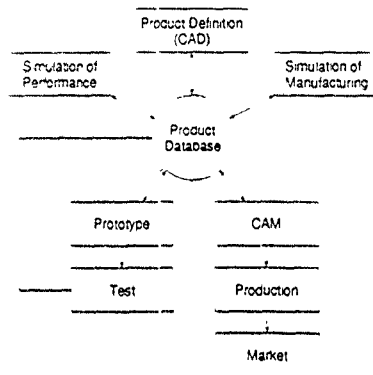 Product Definition
(CAD)
Simulation of
Performance
Simulation of
Manufacturing
Product
Database
Prototype
CAM
Test
Production
Market